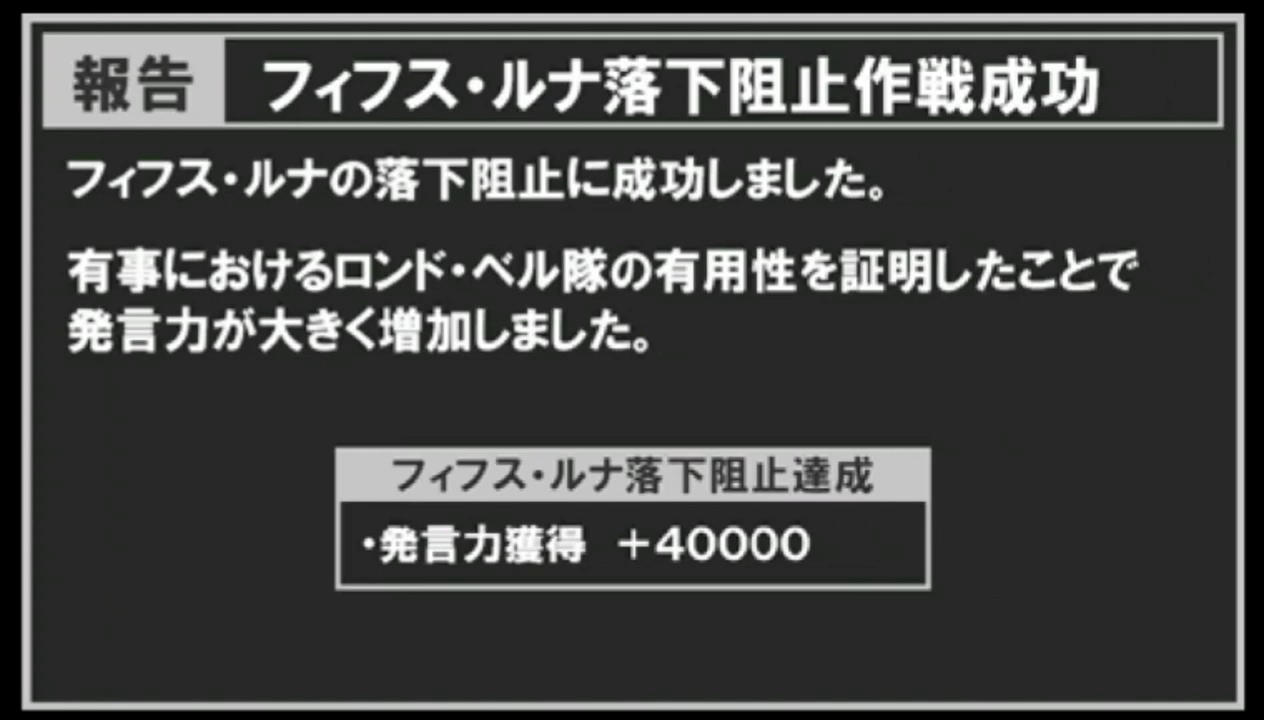 報告 フィフス・ルナ落下阻止作戦成功
フィフス・ルナの落下阻止に成功しました。
有事におけるロンド・ベル隊の有用性を証明したことで
発言力が大きく増加しました。
フィフス・ルナ落下阻止達成
・発言力獲得 +40000